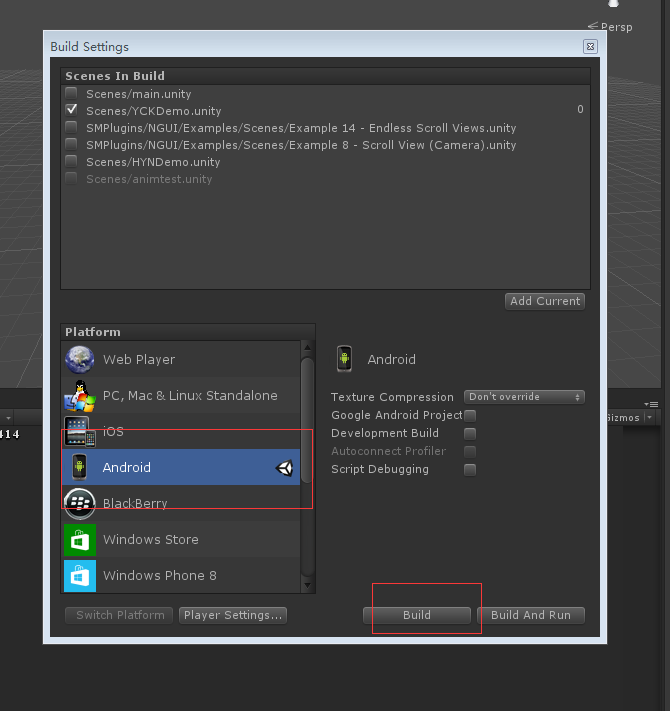 Persp
Build Settings
Scenes In Build
Scenes/main.unity
Scenes/YCKDemo.unity 0
SMPlugins/NGUI/Examples/Scenes/Example 14 - Endless Scroll Views.unity
SMPlugins/NGUI/Examples/Scenes/Example 8 - Scroll View (Camera).unity
Scenes/HYNDemo.unity
Scenes/animtest.unity
Add Current
Platform
Web Player
PC, Mac & Linux Standalone
iOS
Android
BlackBerry
Windows Store
Windows Phone 8
Android
Texture Compression Don't override
Google Android Project
Development Build
Autoconnect Profiler
Script Debugging
Switch Platform
Player Settings...
Build
Build And Run
Gizmos
414